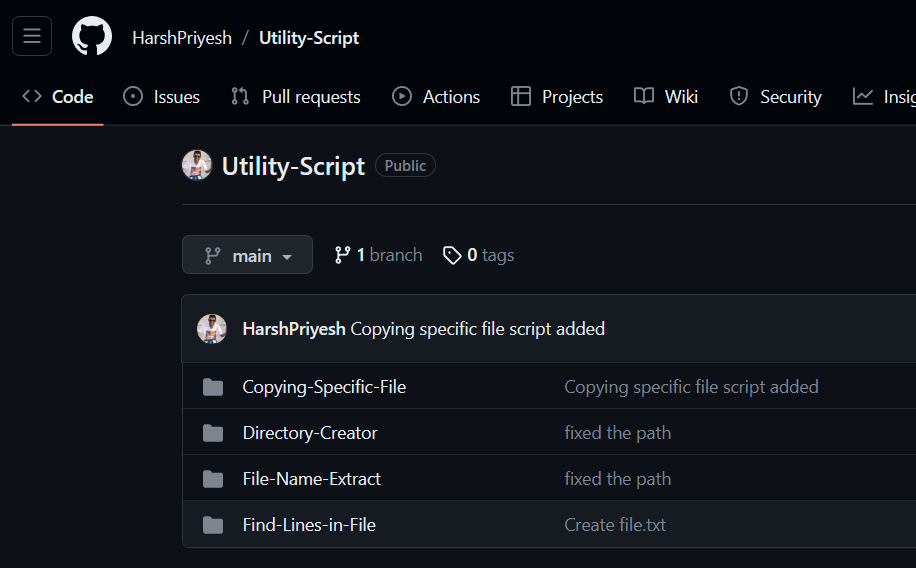 HarshPriyesh / Utility-Script
Code Issues Pull requests Actions Projects Wiki Security Insig
Utility-Script Public
main 1 branch 0 tags
HarshPriyesh Copying specific file script added
Copying-Specific-File Copying specific file script added
Directory-Creator fixed the path
File-Name-Extract fixed the path
Find-Lines-in-File Create file.txt